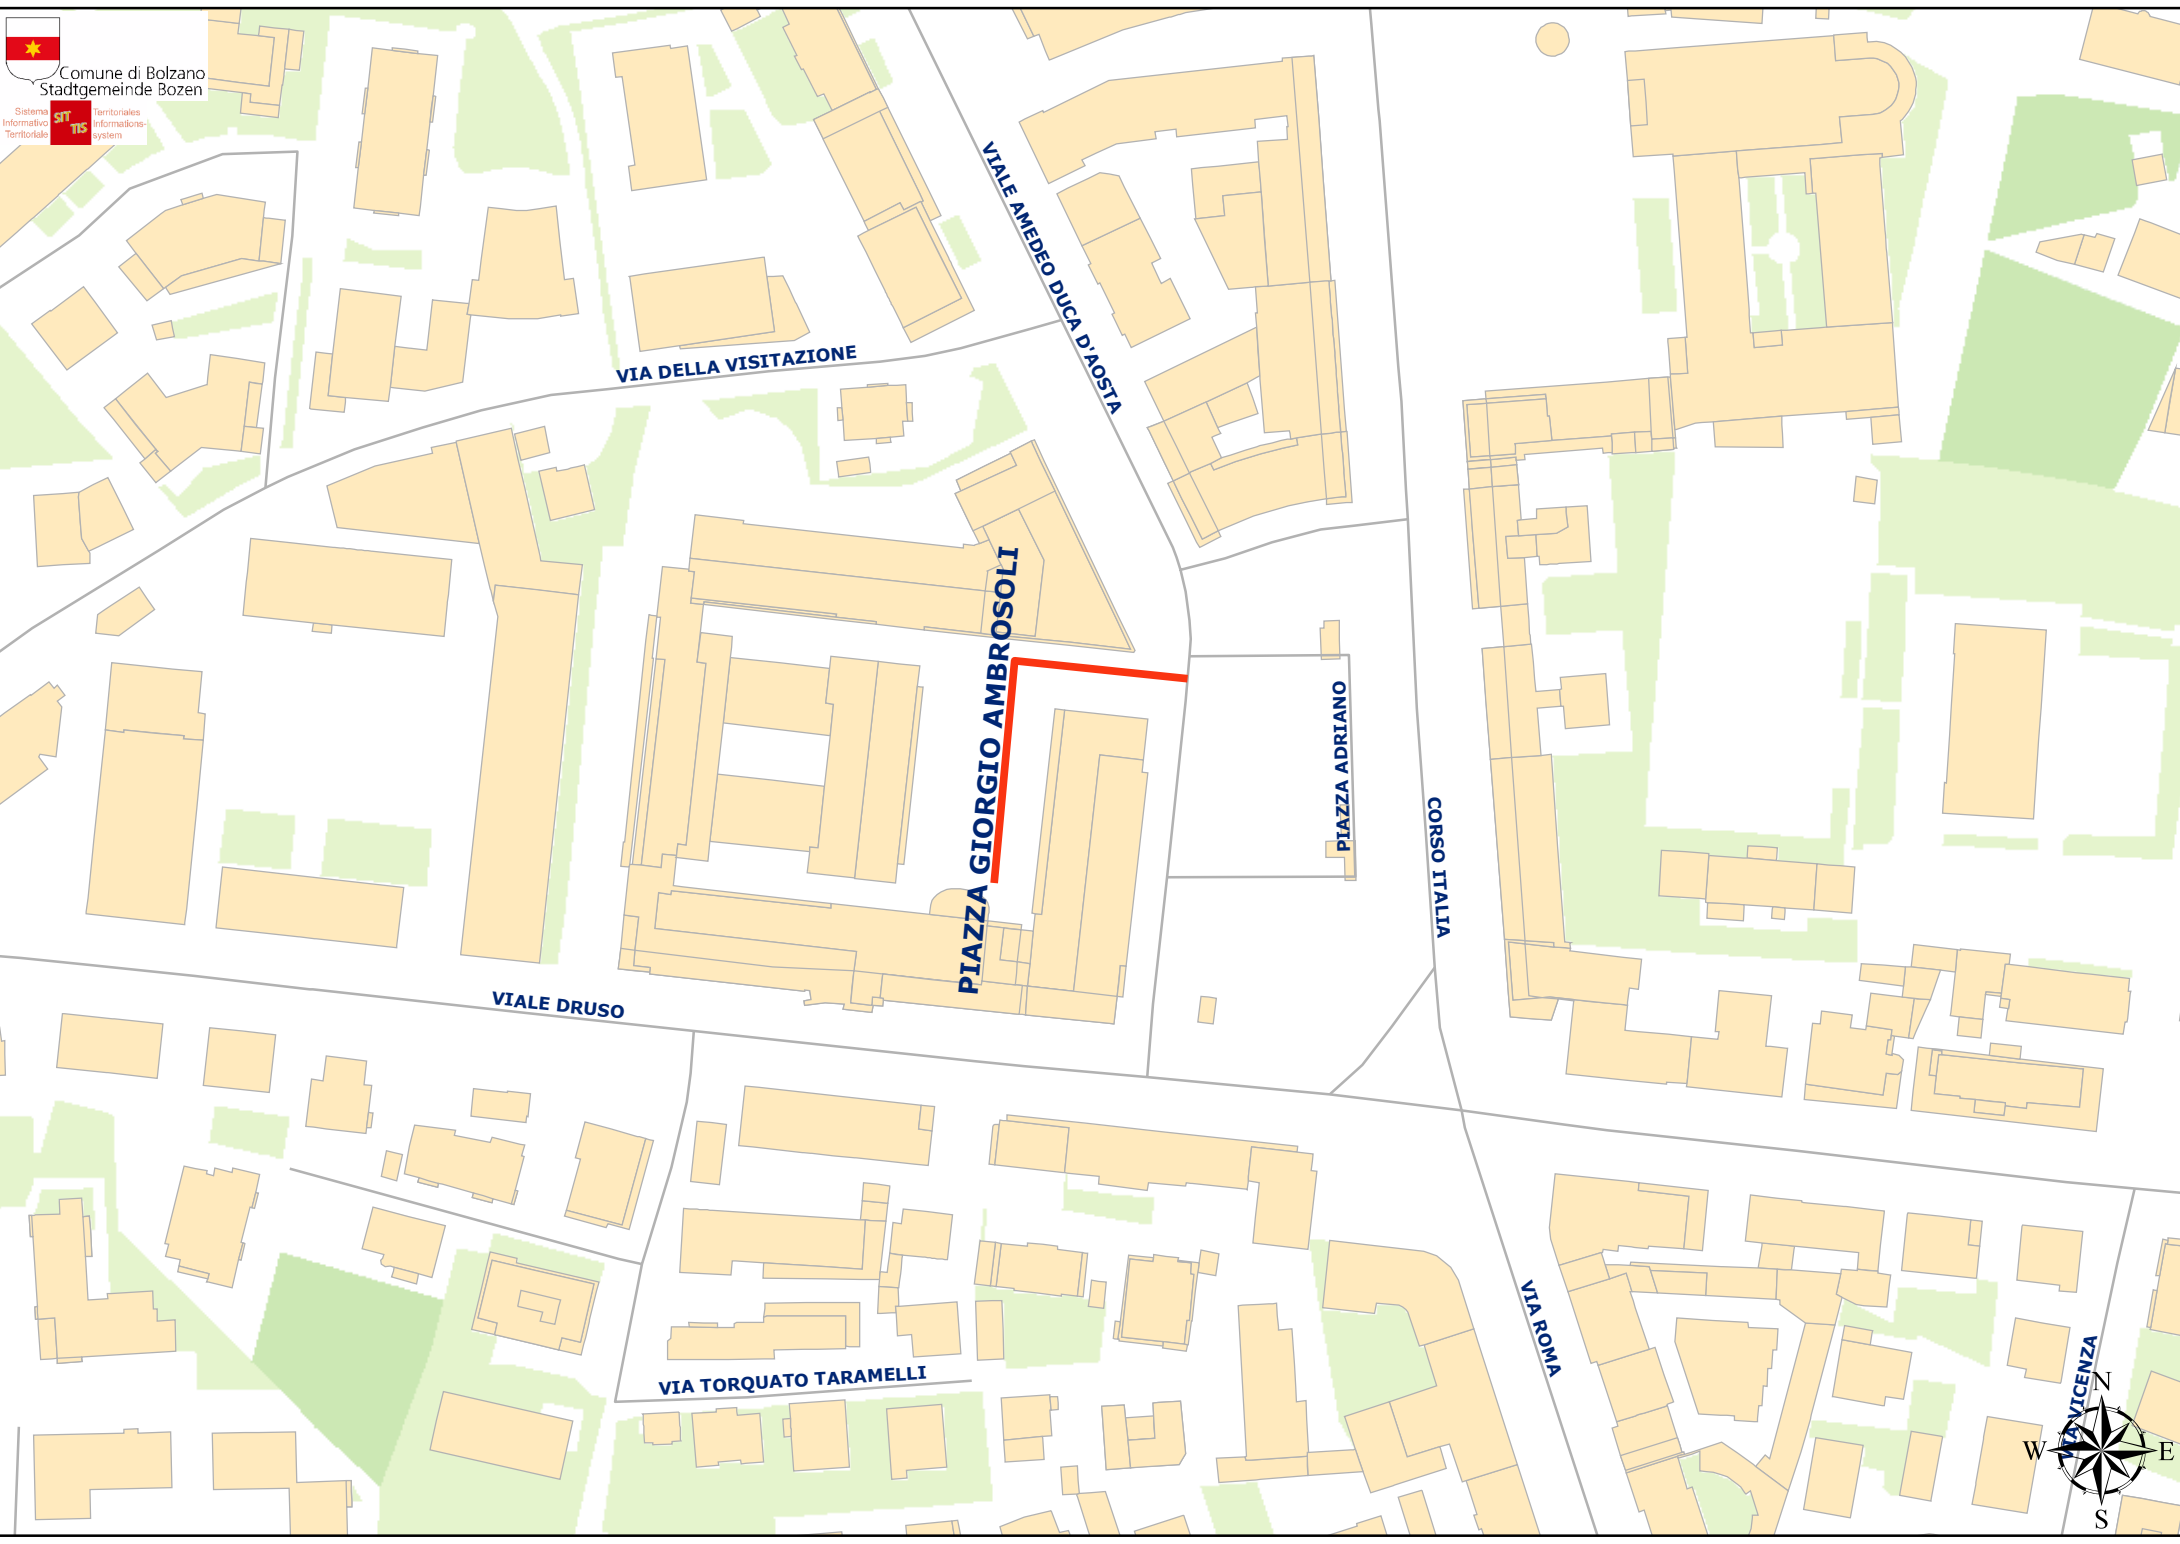 Comune di Bolzano
Stadtgemeinde Bozen
Sistema
Informativo
Territoriale
SIT
TIS
Territoriales
Informations-
system
VIALE AMEDEO DUCA D'AOSTA
VIA DELLA VISITAZIONE
PIAZZA GIORGIO AMBROSOLI
PIAZZA ADRIANO
CORSO ITALIA
VIALE DRUSO
VIA ROMA
VIA TORQUATO TARAMELLI
VIA VICENZA
N
W
E
S